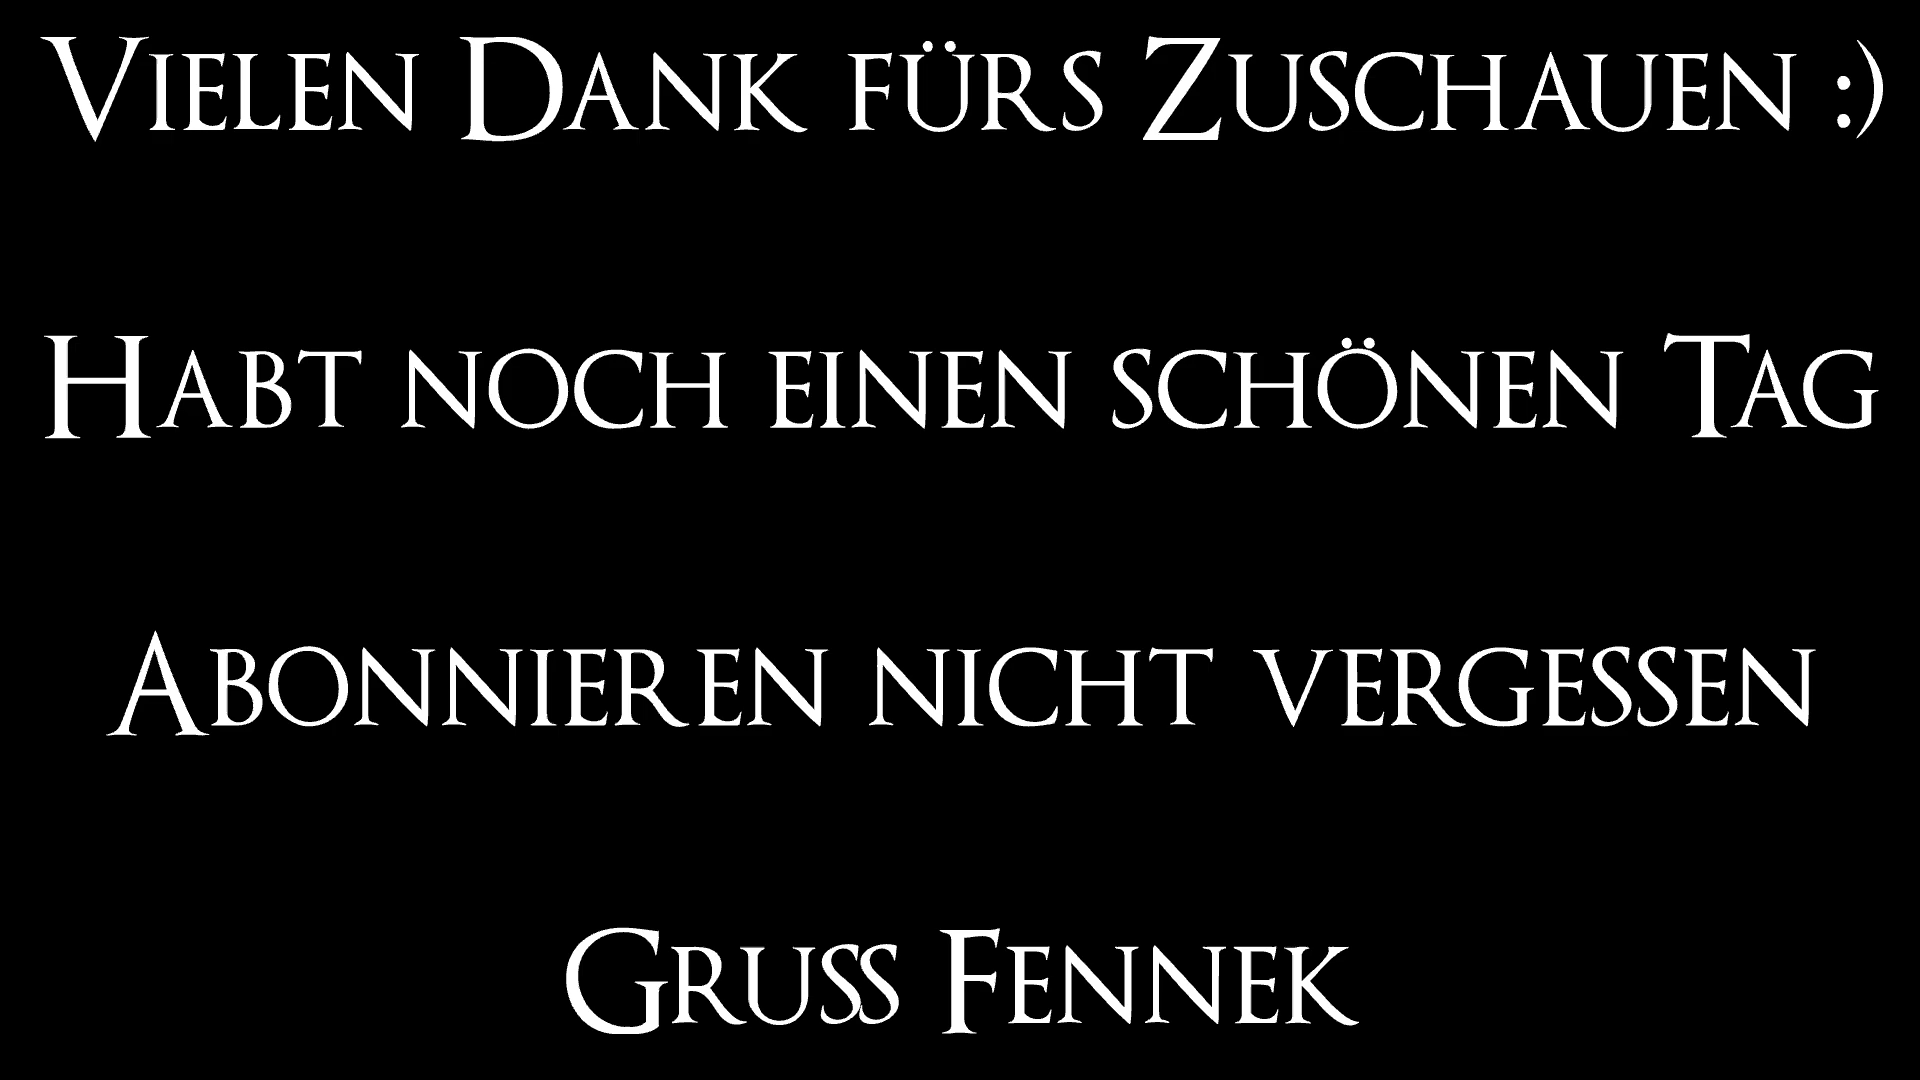 Vielen Dank fürs Zuschauen :)
Habt noch einen schönen Tag
Abonnieren nicht vergessen
Gruss Fennek